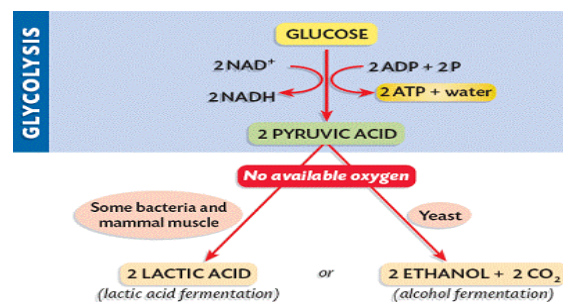 GLYCOLYSIS
GLUCOSE
2 NAD⁺
2 ADP + 2 P
2 NADH
2 ATP + water
2 PYRUVIC ACID
No available oxygen
Some bacteria and
mammal muscle
Yeast
2 LACTIC ACID
or
2 ETHANOL + 2 CO₂
(lactic acid fermentation)
(alcohol fermentation)